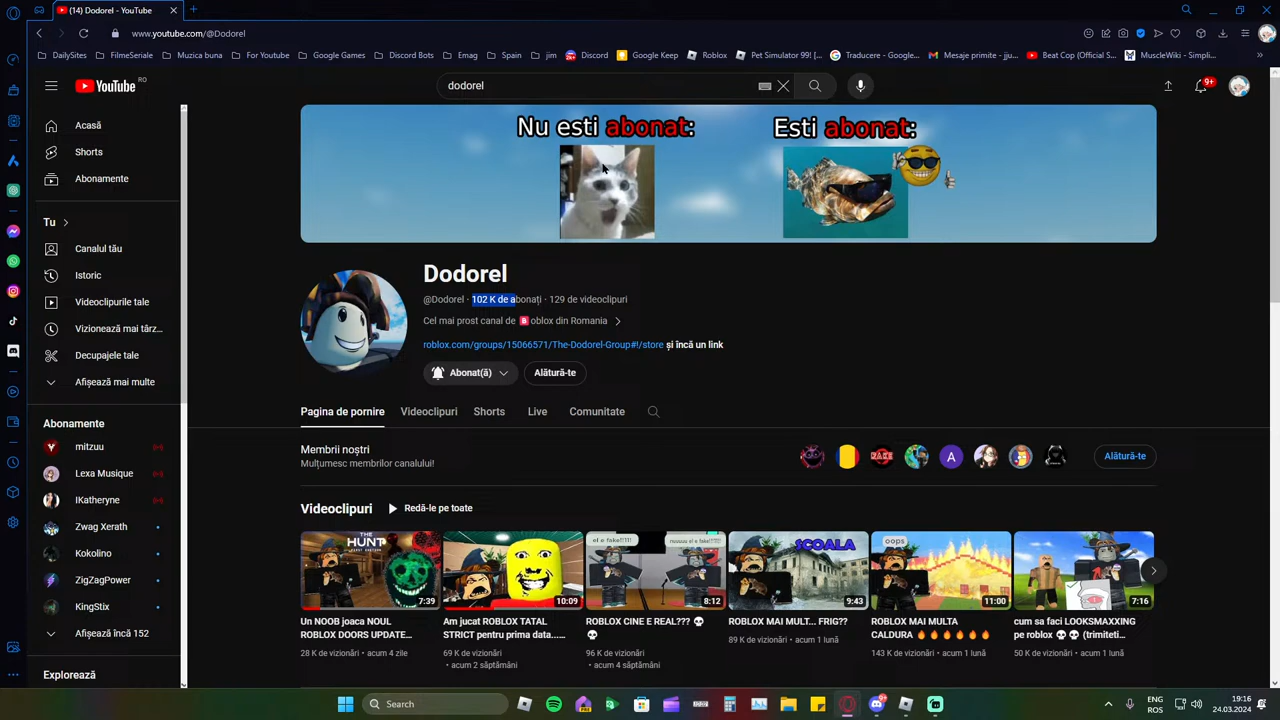 (14) Dodorel - YouTube
www.youtube.com/@Dodorel
DailySites
FilmeSeriale
Muzica buna
For Youtube
Google Games
Discord Bots
Emag
Spain
jim
Discord
Google Keep
Roblox
Pet Simulator 99! [...
Traducere - Google...
Mesaje primite - jju...
Beat Cop (Official S...
MuscleWiki - Simpli...
YouTube RO
dodorel
9+
Nu esti abonat:
Esti abonat:
Acasă
Shorts
Abonamente
Tu
Canalul tău
Istoric
Videoclipurile tale
Vizionează mai târz...
Decupajele tale
Afișează mai multe
Abonamente
mitzuu
Lexa Musique
IKatheryne
Zwag Xerath
Kokolino
ZigZagPower
KingStix
Afișează încă 152
Explorează
Dodorel
@Dodorel · 102 K de abonați · 129 de videoclipuri
Cel mai prost canal de 🅱oblox din Romania
roblox.com/groups/15066571/The-Dodorel-Group#!/store și încă un link
Abonat(ă)
Alătură-te
Pagina de pornire
Videoclipuri
Shorts
Live
Comunitate
Membrii noștri
Mulțumesc membrilor canalului!
A
Alătură-te
Videoclipuri
Redă-le pe toate
THE
HUNT
7:39
10:09
el e fake!!!!!
nuuuu el e fake!!!!!
8:12
SCOALA
9:43
oops
11:00
7:16
Un NOOB joaca NOUL
ROBLOX DOORS UPDATE...
28 K de vizionări • acum 4 zile
Am jucat ROBLOX TATAL
STRICT pentru prima data.....
69 K de vizionări
• acum 2 săptămâni
ROBLOX CINE E REAL??? 💀
💀
96 K de vizionări
• acum 4 săptămâni
ROBLOX MAI MULT... FRIG??
89 K de vizionări • acum 1 lună
ROBLOX MAI MULTA
CALDURA 🔥🔥🔥🔥🔥🔥
143 K de vizionări • acum 1 lună
cum sa faci LOOKSMAXXING
pe roblox 💀💀 (trimiteti...
50 K de vizionări • acum 1 lună
Search
ENG
ROS
19:16
24.03.2024